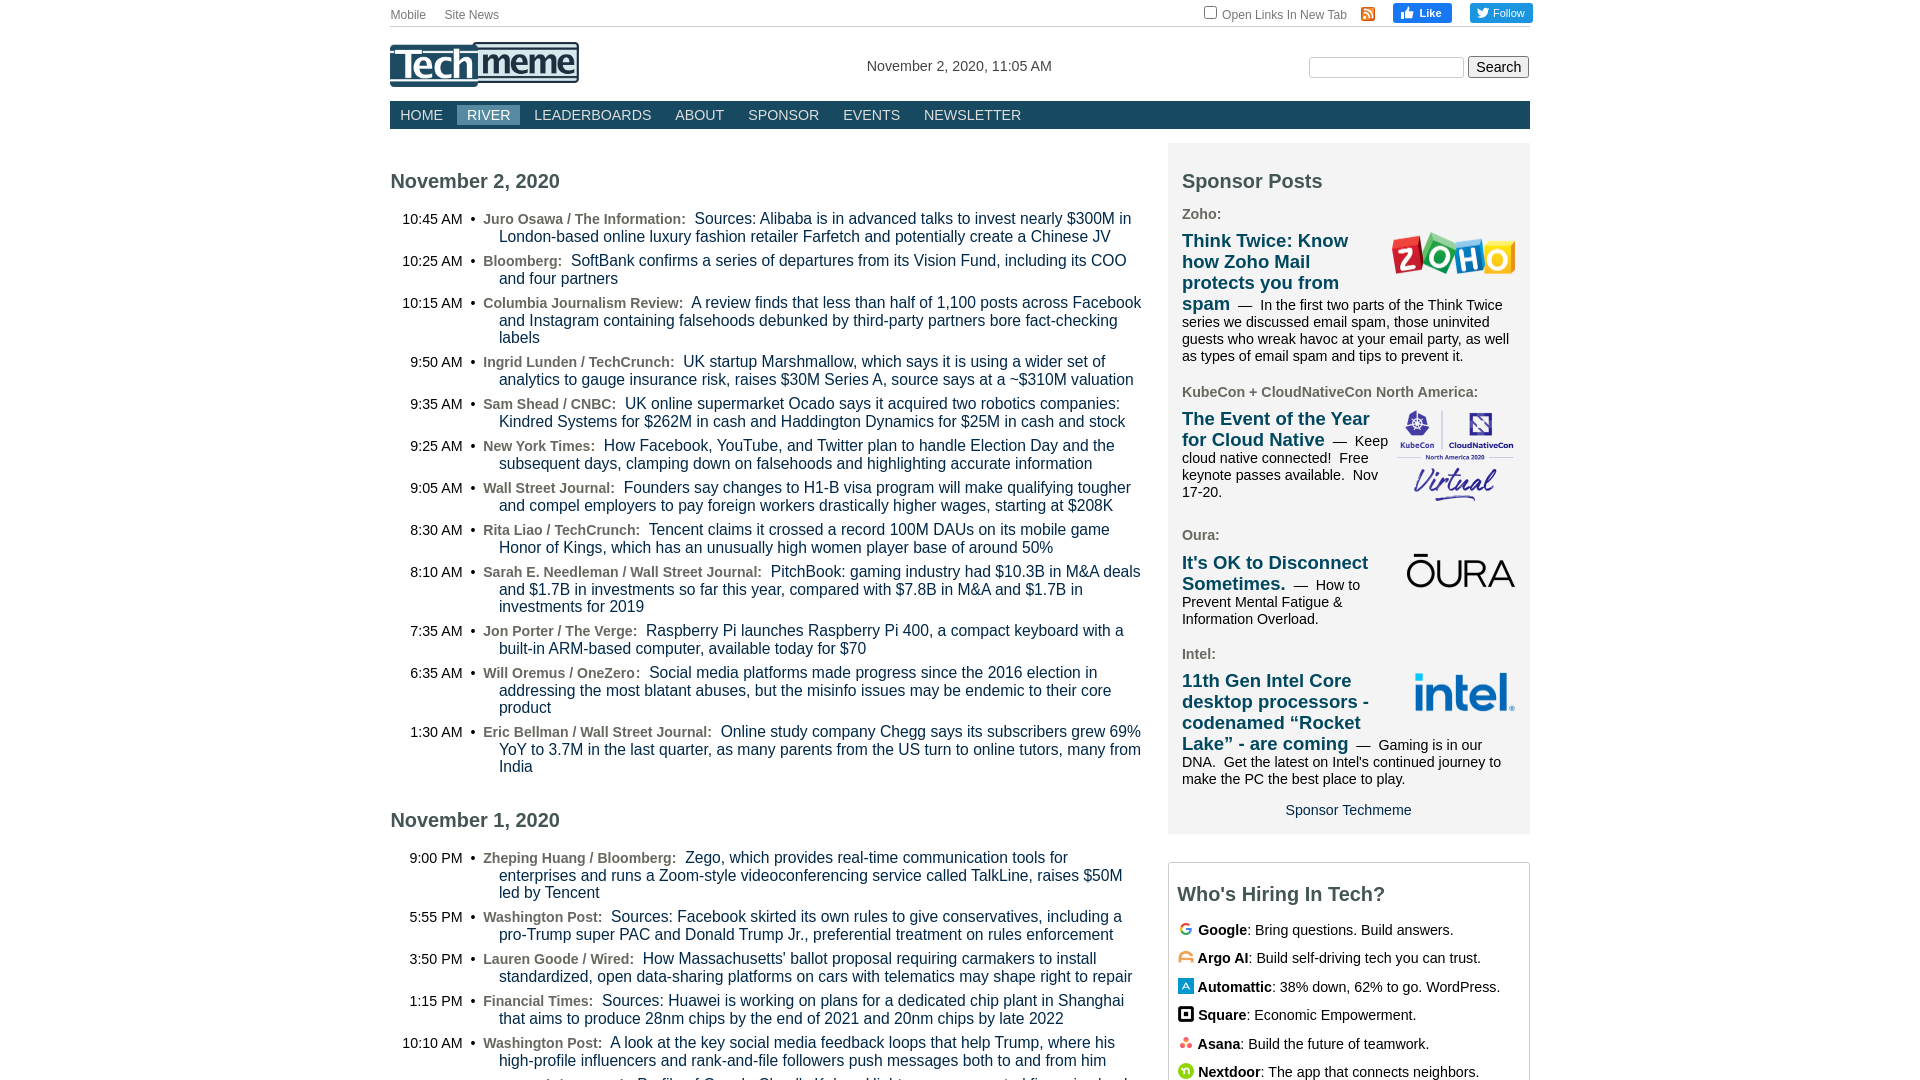 Mobile Site News
Open Links In New Tab Like Follow
Techmeme
November 2, 2020, 11:05 AM
Search
HOME RIVER LEADERBOARDS ABOUT SPONSOR EVENTS NEWSLETTER
November 2, 2020
10:45 AM • Juro Osawa / The Information: Sources: Alibaba is in advanced talks to invest nearly $300M in
London-based online luxury fashion retailer Farfetch and potentially create a Chinese JV
10:25 AM • Bloomberg: SoftBank confirms a series of departures from its Vision Fund, including its COO
and four partners
10:15 AM • Columbia Journalism Review: A review finds that less than half of 1,100 posts across Facebook
and Instagram containing falsehoods debunked by third-party partners bore fact-checking
labels
9:50 AM • Ingrid Lunden / TechCrunch: UK startup Marshmallow, which says it is using a wider set of
analytics to gauge insurance risk, raises $30M Series A, source says at a ~$310M valuation
9:35 AM • Sam Shead / CNBC: UK online supermarket Ocado says it acquired two robotics companies:
Kindred Systems for $262M in cash and Haddington Dynamics for $25M in cash and stock
9:25 AM • New York Times: How Facebook, YouTube, and Twitter plan to handle Election Day and the
subsequent days, clamping down on falsehoods and highlighting accurate information
9:05 AM • Wall Street Journal: Founders say changes to H1-B visa program will make qualifying tougher
and compel employers to pay foreign workers drastically higher wages, starting at $208K
8:30 AM • Rita Liao / TechCrunch: Tencent claims it crossed a record 100M DAUs on its mobile game
Honor of Kings, which has an unusually high women player base of around 50%
8:10 AM • Sarah E. Needleman / Wall Street Journal: PitchBook: gaming industry had $10.3B in M&A deals
and $1.7B in investments so far this year, compared with $7.8B in M&A and $1.7B in
investments for 2019
7:35 AM • Jon Porter / The Verge: Raspberry Pi launches Raspberry Pi 400, a compact keyboard with a
built-in ARM-based computer, available today for $70
6:35 AM • Will Oremus / OneZero: Social media platforms made progress since the 2016 election in
addressing the most blatant abuses, but the misinfo issues may be endemic to their core
product
1:30 AM • Eric Bellman / Wall Street Journal: Online study company Chegg says its subscribers grew 69%
YoY to 3.7M in the last quarter, as many parents from the US turn to online tutors, many from
India
November 1, 2020
9:00 PM • Zheping Huang / Bloomberg: Zego, which provides real-time communication tools for
enterprises and runs a Zoom-style videoconferencing service called TalkLine, raises $50M
led by Tencent
5:55 PM • Washington Post: Sources: Facebook skirted its own rules to give conservatives, including a
pro-Trump super PAC and Donald Trump Jr., preferential treatment on rules enforcement
3:50 PM • Lauren Goode / Wired: How Massachusetts' ballot proposal requiring carmakers to install
standardized, open data-sharing platforms on cars with telematics may shape right to repair
1:15 PM • Financial Times: Sources: Huawei is working on plans for a dedicated chip plant in Shanghai
that aims to produce 28nm chips by the end of 2021 and 20nm chips by late 2022
10:10 AM • Washington Post: A look at the key social media feedback loops that help Trump, where his
high-profile influencers and rank-and-file followers push messages both to and from him
Sponsor Posts
Zoho:
Think Twice: Know
how Zoho Mail
protects you from
spam — In the first two parts of the Think Twice
series we discussed email spam, those uninvited
guests who wreak havoc at your email party, as well
as types of email spam and tips to prevent it.
ZOHO
KubeCon + CloudNativeCon North America:
The Event of the Year
for Cloud Native — Keep
cloud native connected! Free
keynote passes available. Nov
17-20.
KubeCon CloudNativeCon
North America 2020
Virtual
Oura:
It's OK to Disconnect
Sometimes. — How to
Prevent Mental Fatigue &
Information Overload.
ŌURA
Intel:
11th Gen Intel Core
desktop processors -
codenamed “Rocket
Lake” - are coming — Gaming is in our
DNA. Get the latest on Intel's continued journey to
make the PC the best place to play.
intel®
Sponsor Techmeme
Who's Hiring In Tech?
Google: Bring questions. Build answers.
Argo AI: Build self-driving tech you can trust.
Automattic: 38% down, 62% to go. WordPress.
Square: Economic Empowerment.
Asana: Build the future of teamwork.
Nextdoor: The app that connects neighbors.